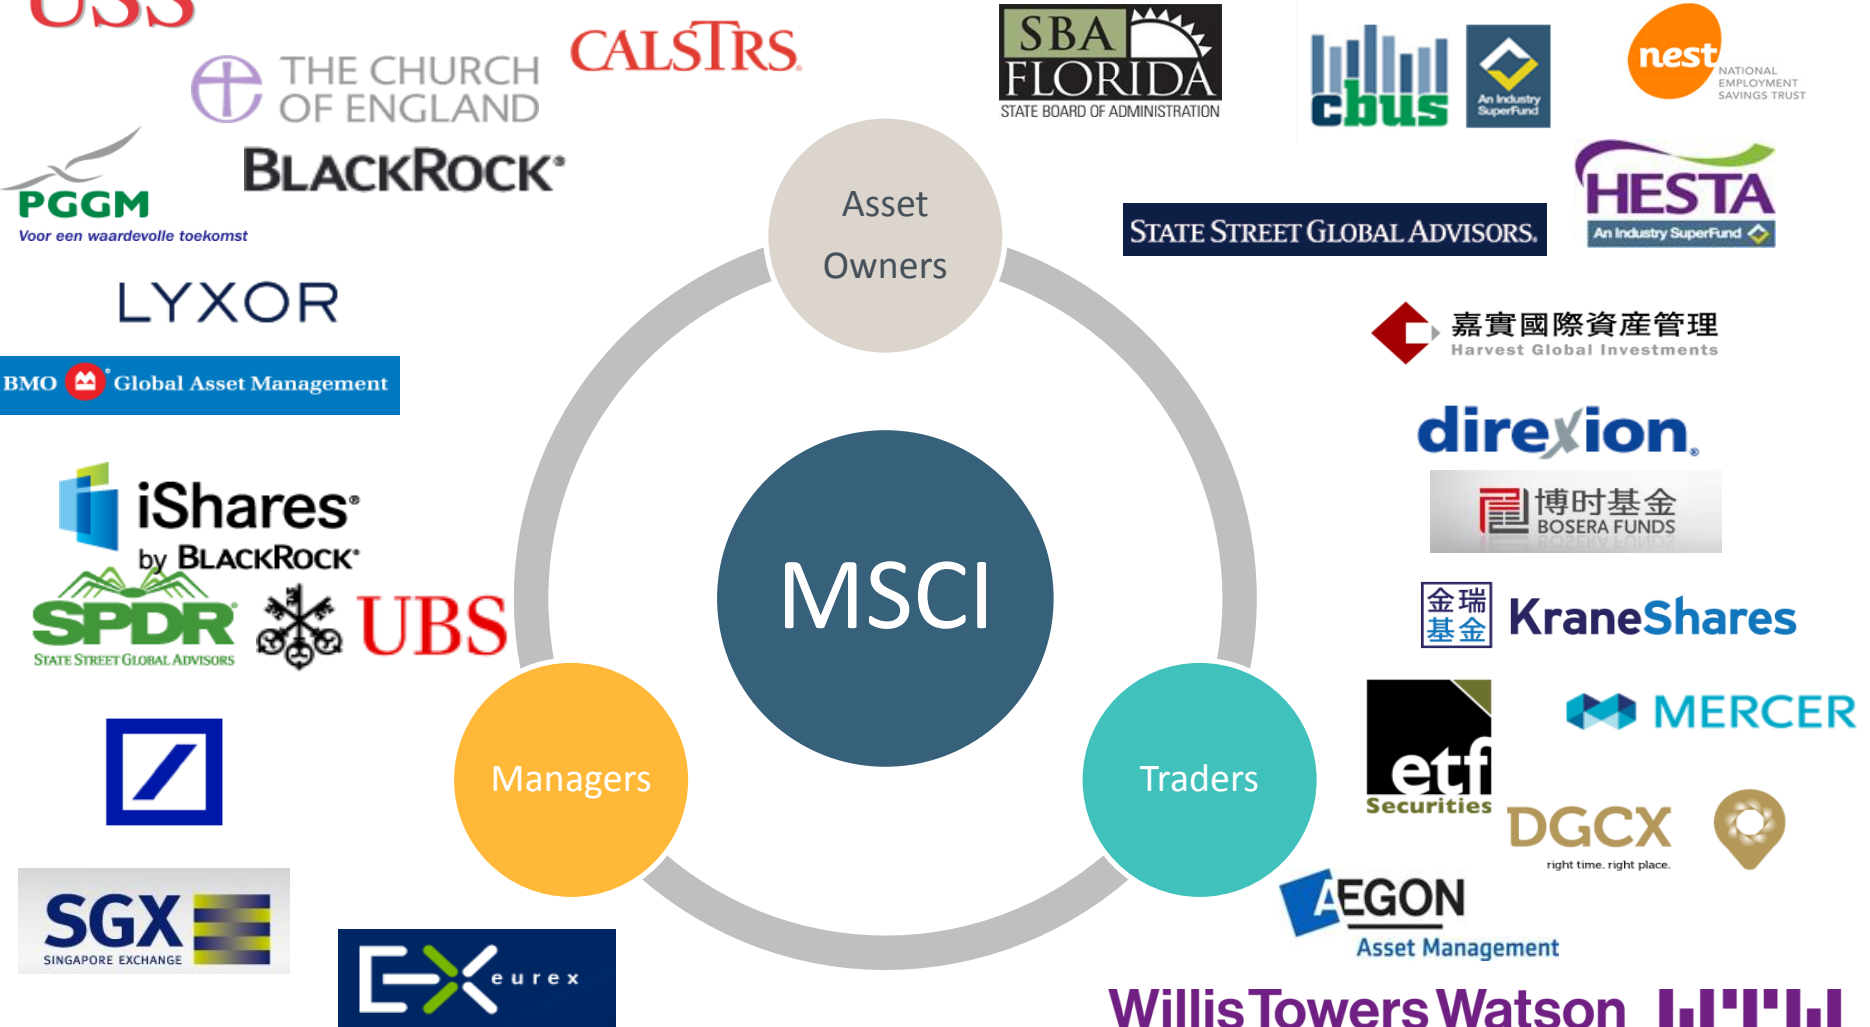 USS
THE CHURCH
OF ENGLAND
CALSTRS
SBA
FLORIDA
STATE BOARD OF ADMINISTRATION
cbus
An Industry
SuperFund
nest
NATIONAL
EMPLOYMENT
SAVINGS TRUST
PGGM
Voor een waardevolle toekomst
BLACKROCK®
Asset
Owners
STATE STREET GLOBAL ADVISORS.
HESTA
An Industry SuperFund
LYXOR
嘉實國際資產管理
Harvest Global Investments
BMO Global Asset Management
direxion®
iShares®
by BLACKROCK®
博时基金
BOSERA FUNDS
MSCI
SPDR®
STATE STREET GLOBAL ADVISORS
UBS
金瑞
基金
KraneShares
MERCER
Managers
Traders
etf
Securities
DGCX
right time. right place.
SGX
SINGAPORE EXCHANGE
EX
eurex
AEGON
Asset Management
Willis Towers Watson